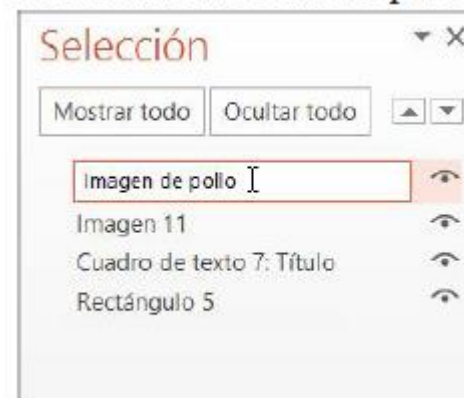 Selección
Mostrar todo Ocultar todo
Imagen de pollo
Imagen 11
Cuadro de texto 7: Título
Rectángulo 5